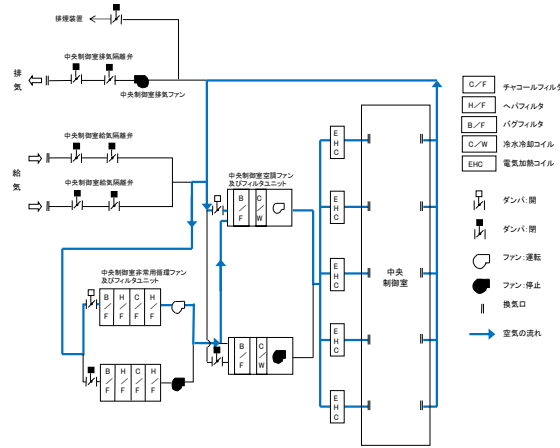 排煙装置
中央制御室排気隔離弁
排気
中央制御室排気ファン
中央制御室給気隔離弁
給気
中央制御室給気隔離弁
中央制御室空調ファン
及びフィルタユニット
B/F
C/W
中央制御室非常用循環ファン
及びフィルタユニット
B/F
H/F
C/F
H/F
B/F
H/F
C/F
H/F
B/F
C/W
EHC
EHC
EHC
EHC
EHC
中央
制御室
C/F チャコールフィルタ
H/F ヘパフィルタ
B/F バグフィルタ
C/W 冷水冷却コイル
EHC 電気加熱コイル
ダンパ:開
ダンパ:閉
ファン:運転
ファン:停止
換気口
空気の流れ